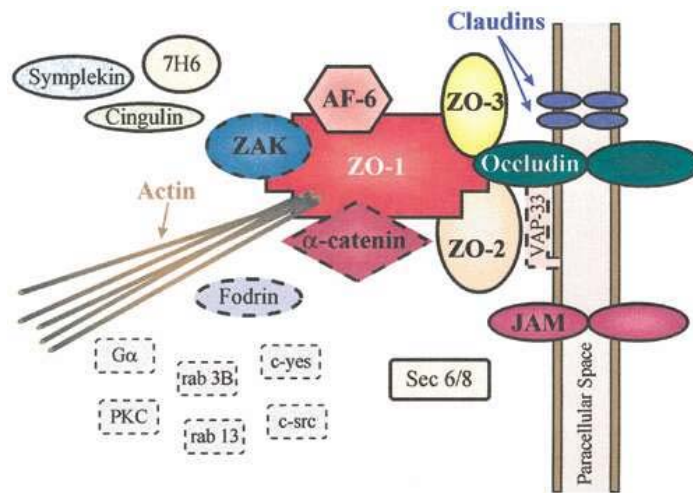 Claudins
7H6
Symplekin
AF-6
ZO-3
Cingulin
ZAK
ZO-1
Occludin
Actin
α-catenin
ZO-2
VAP-33
Fodrin
JAM
Gα
c-yes
rab 3B
Sec 6/8
PKC
c-src
rab 13
Paracellular Space